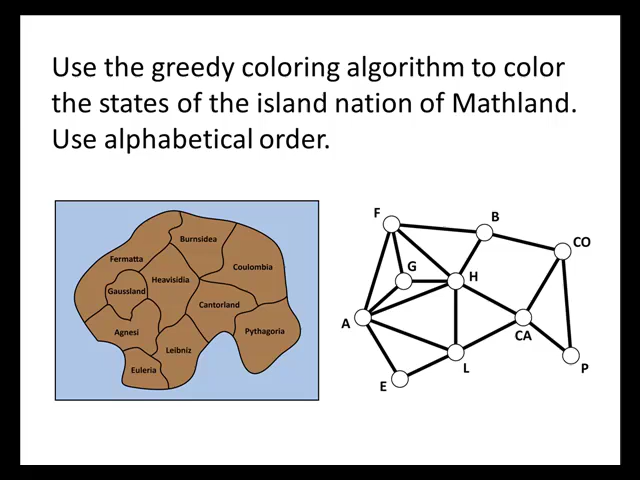 Use the greedy coloring algorithm to color
the states of the island nation of Mathland.
Use alphabetical order.
Burnsidea
Fermatta
Coulombia
Heavisidia
Gaussland
Cantorland
Agnesi
Pythagoria
Leibniz
Euleria
F
B
CO
G
H
A
CA
L
P
E